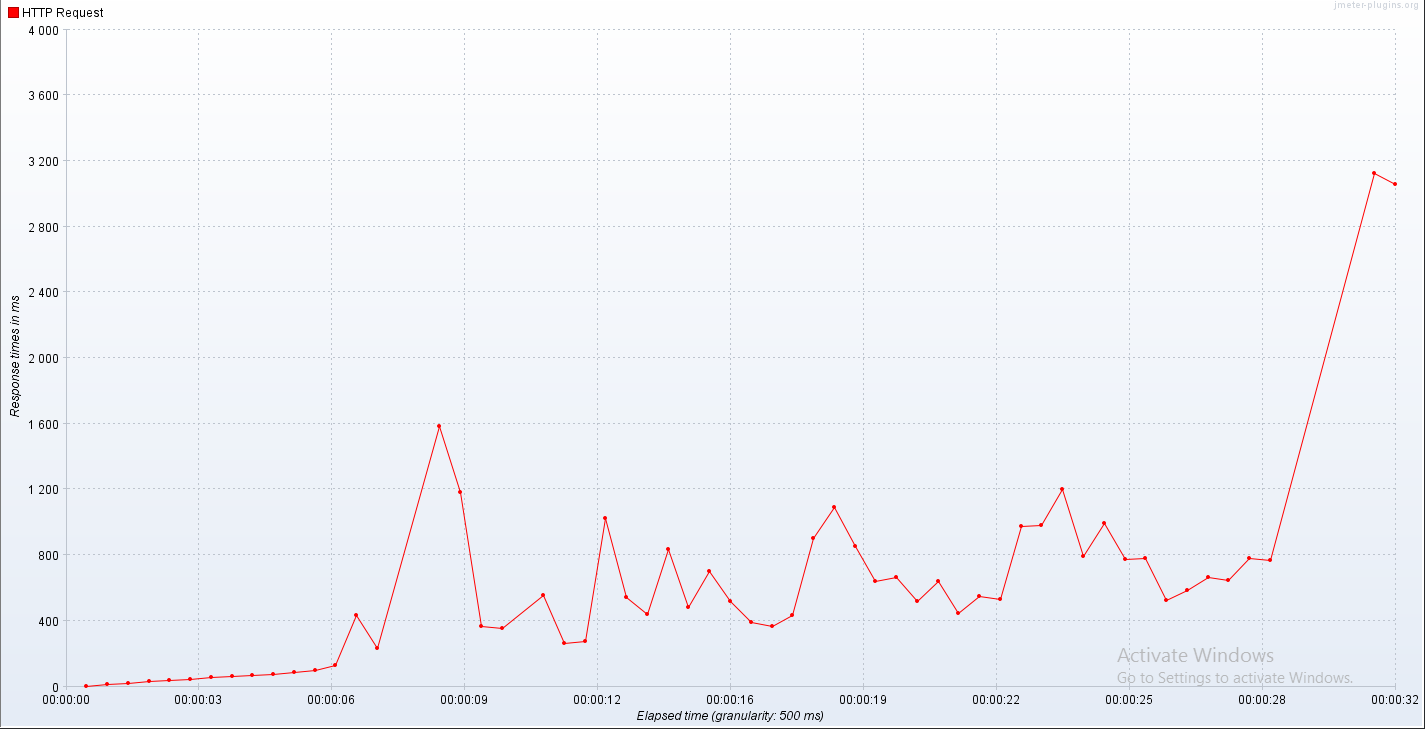 HTTP Request
jmeter-plugins.org
4 000
3 600
3 200
2 800
2 400
2 000
1 600
1 200
800
400
0
Response times in ms
00:00:00 00:00:03 00:00:06 00:00:09 00:00:12 00:00:16 00:00:19 00:00:22 00:00:25 00:00:28 00:00:32
Elapsed time (granularity: 500 ms)
Activate Windows
Go to Settings to activate Windows.